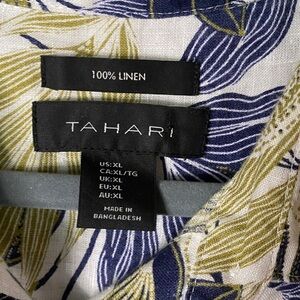 100% LINEN
TAHARI
US:XL
CA:XL/TG
UK:XL
EU:XL
AU:XL
MADE IN
BANGLADESH